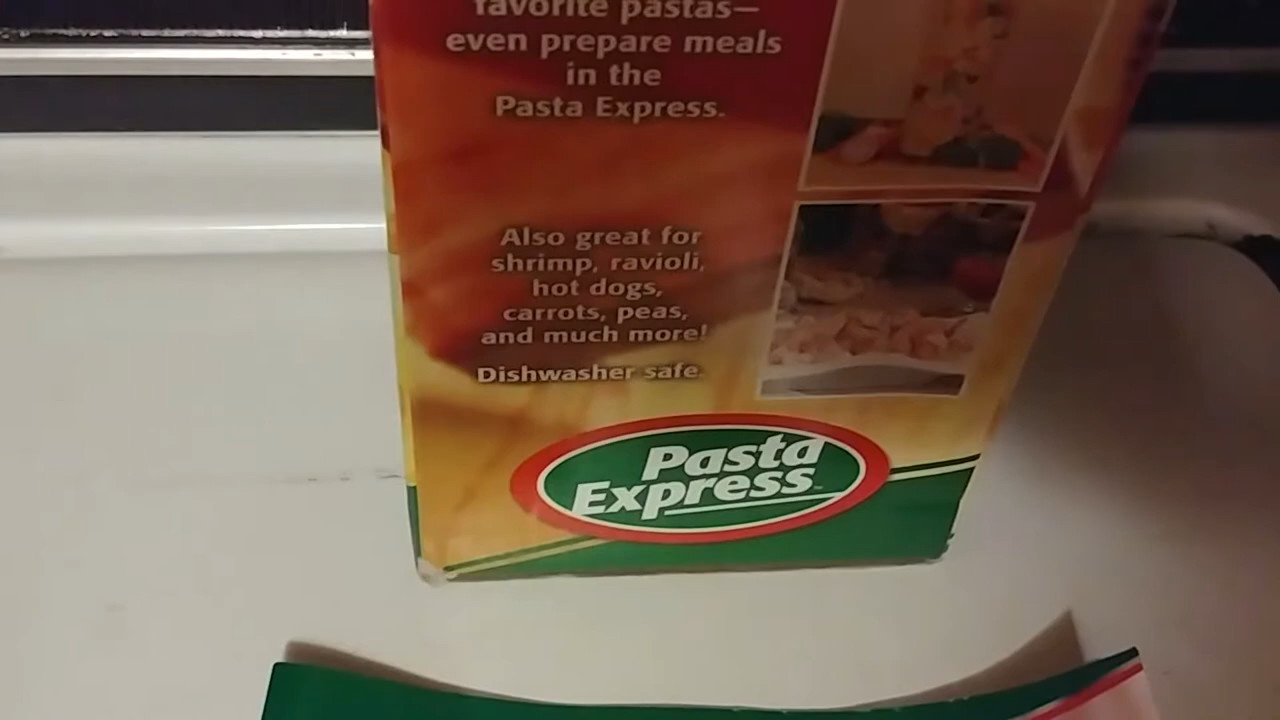 favorite pastas—
even prepare meals
in the
Pasta Express.
Also great for
shrimp, ravioli,
hot dogs,
carrots, peas,
and much more!
Dishwasher safe.
Pasta
Express™